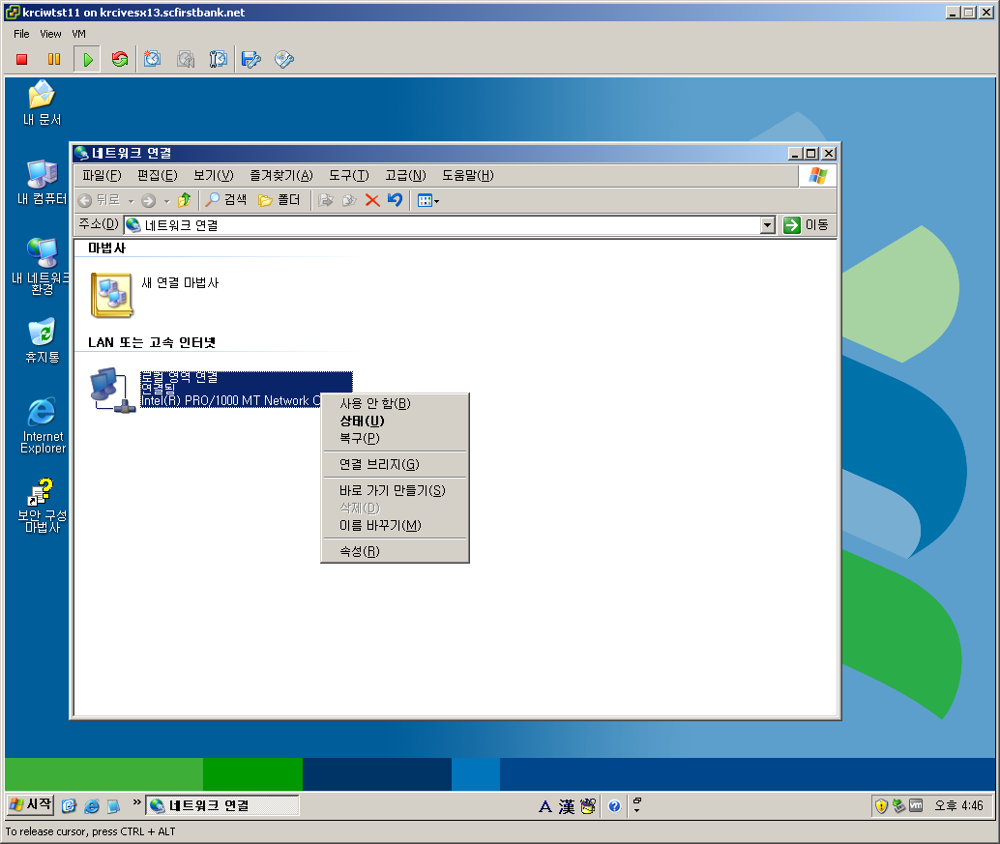 krciwtst11 on krcivesx13.scfirstbank.net
File View VM
내 문서
내 컴퓨터
내 네트워크
환경
휴지통
Internet
Explorer
보안 구성
마법사
네트워크 연결
파일(F) 편집(E) 보기(V) 즐겨찾기(A) 도구(T) 고급(N) 도움말(H)
뒤로 검색 폴더
주소(D) 네트워크 연결 이동
마법사
새 연결 마법사
LAN 또는 고속 인터넷
로컬 영역 연결
연결됨
Intel(R) PRO/1000 MT Network C
사용 안 함(B)
상태(U)
복구(P)
연결 브리지(G)
바로 가기 만들기(S)
삭제(D)
이름 바꾸기(M)
속성(R)
시작 » 네트워크 연결 A 漢 vm 오후 4:46
To release cursor, press CTRL + ALT